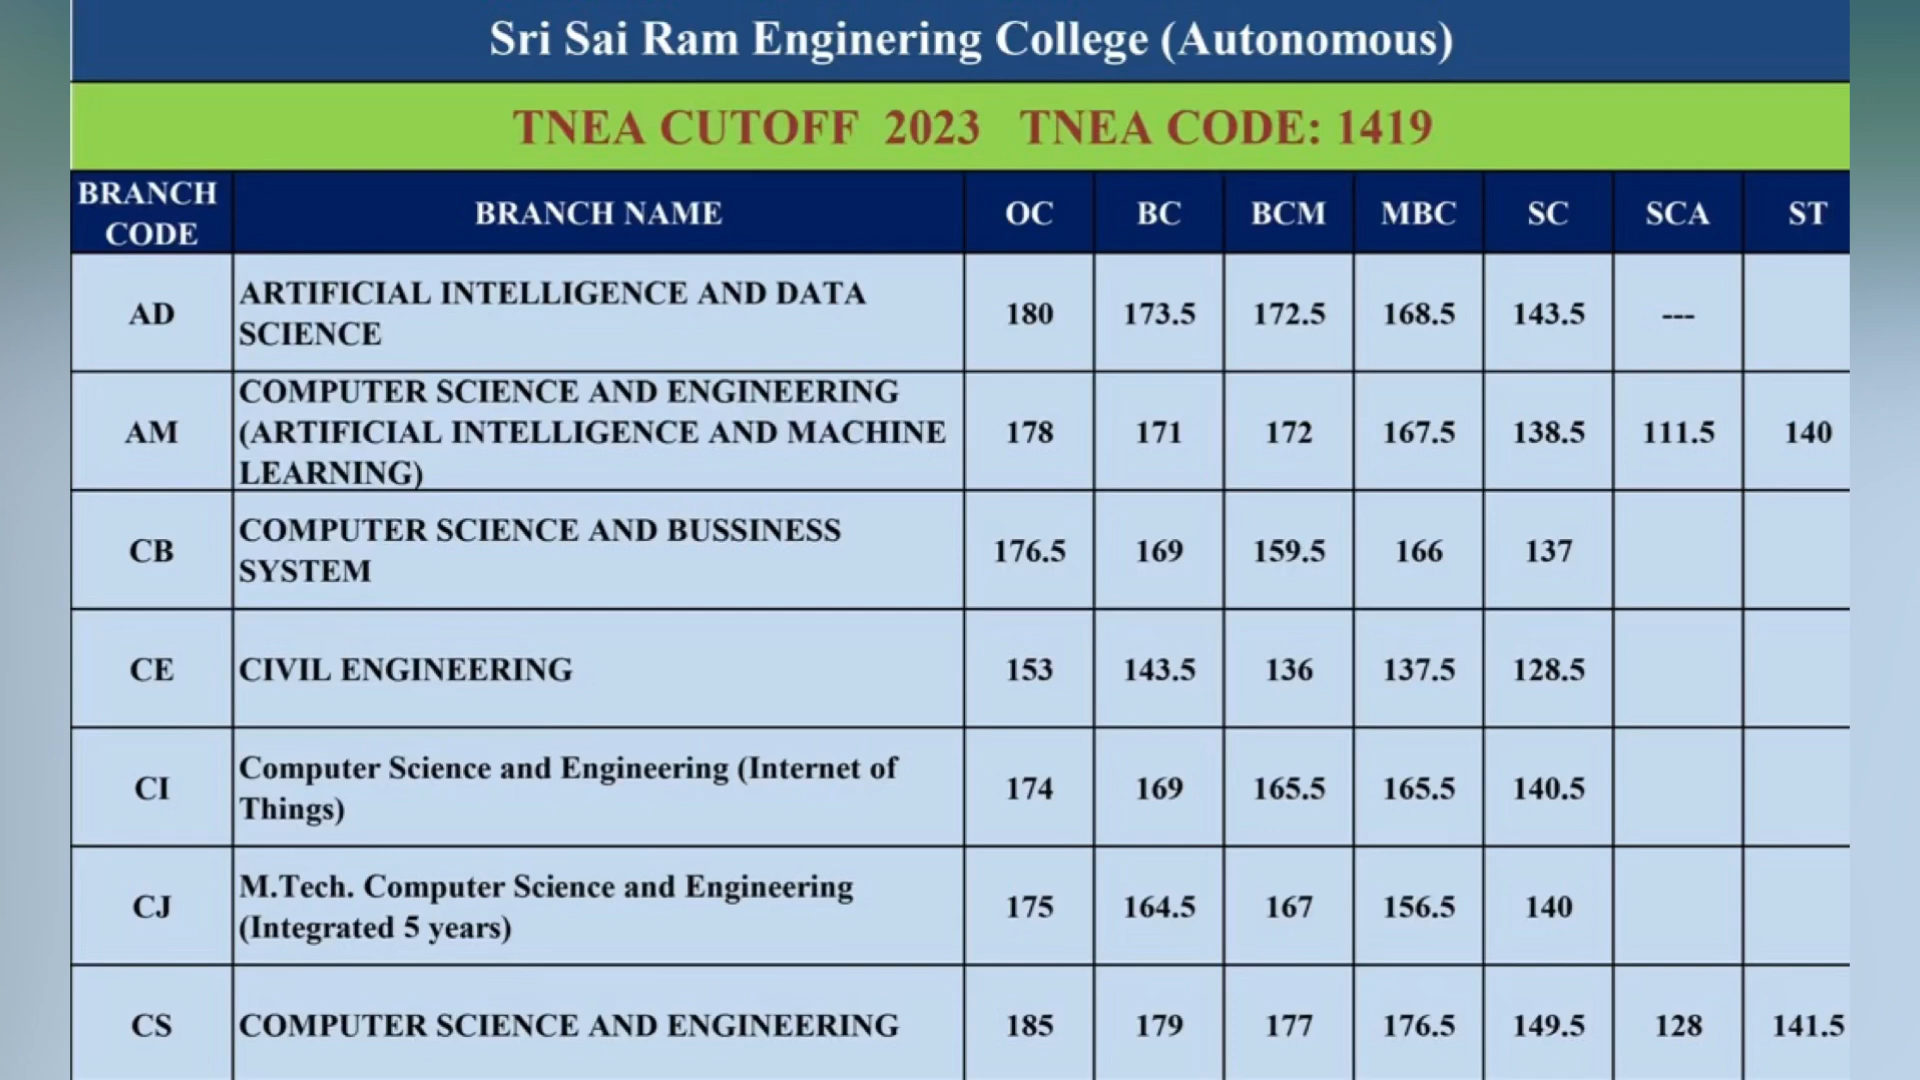 Sri Sai Ram Enginering College (Autonomous)
TNEA CUTOFF 2023 TNEA CODE: 1419
BRANCH CODE BRANCH NAME OC BC BCM MBC SC SCA ST
AD ARTIFICIAL INTELLIGENCE AND DATA SCIENCE 180 173.5 172.5 168.5 143.5 ---
AM COMPUTER SCIENCE AND ENGINEERING (ARTIFICIAL INTELLIGENCE AND MACHINE LEARNING) 178 171 172 167.5 138.5 111.5 140
CB COMPUTER SCIENCE AND BUSSINESS SYSTEM 176.5 169 159.5 166 137
CE CIVIL ENGINEERING 153 143.5 136 137.5 128.5
CI Computer Science and Engineering (Internet of Things) 174 169 165.5 165.5 140.5
CJ M.Tech. Computer Science and Engineering (Integrated 5 years) 175 164.5 167 156.5 140
CS COMPUTER SCIENCE AND ENGINEERING 185 179 177 176.5 149.5 128 141.5